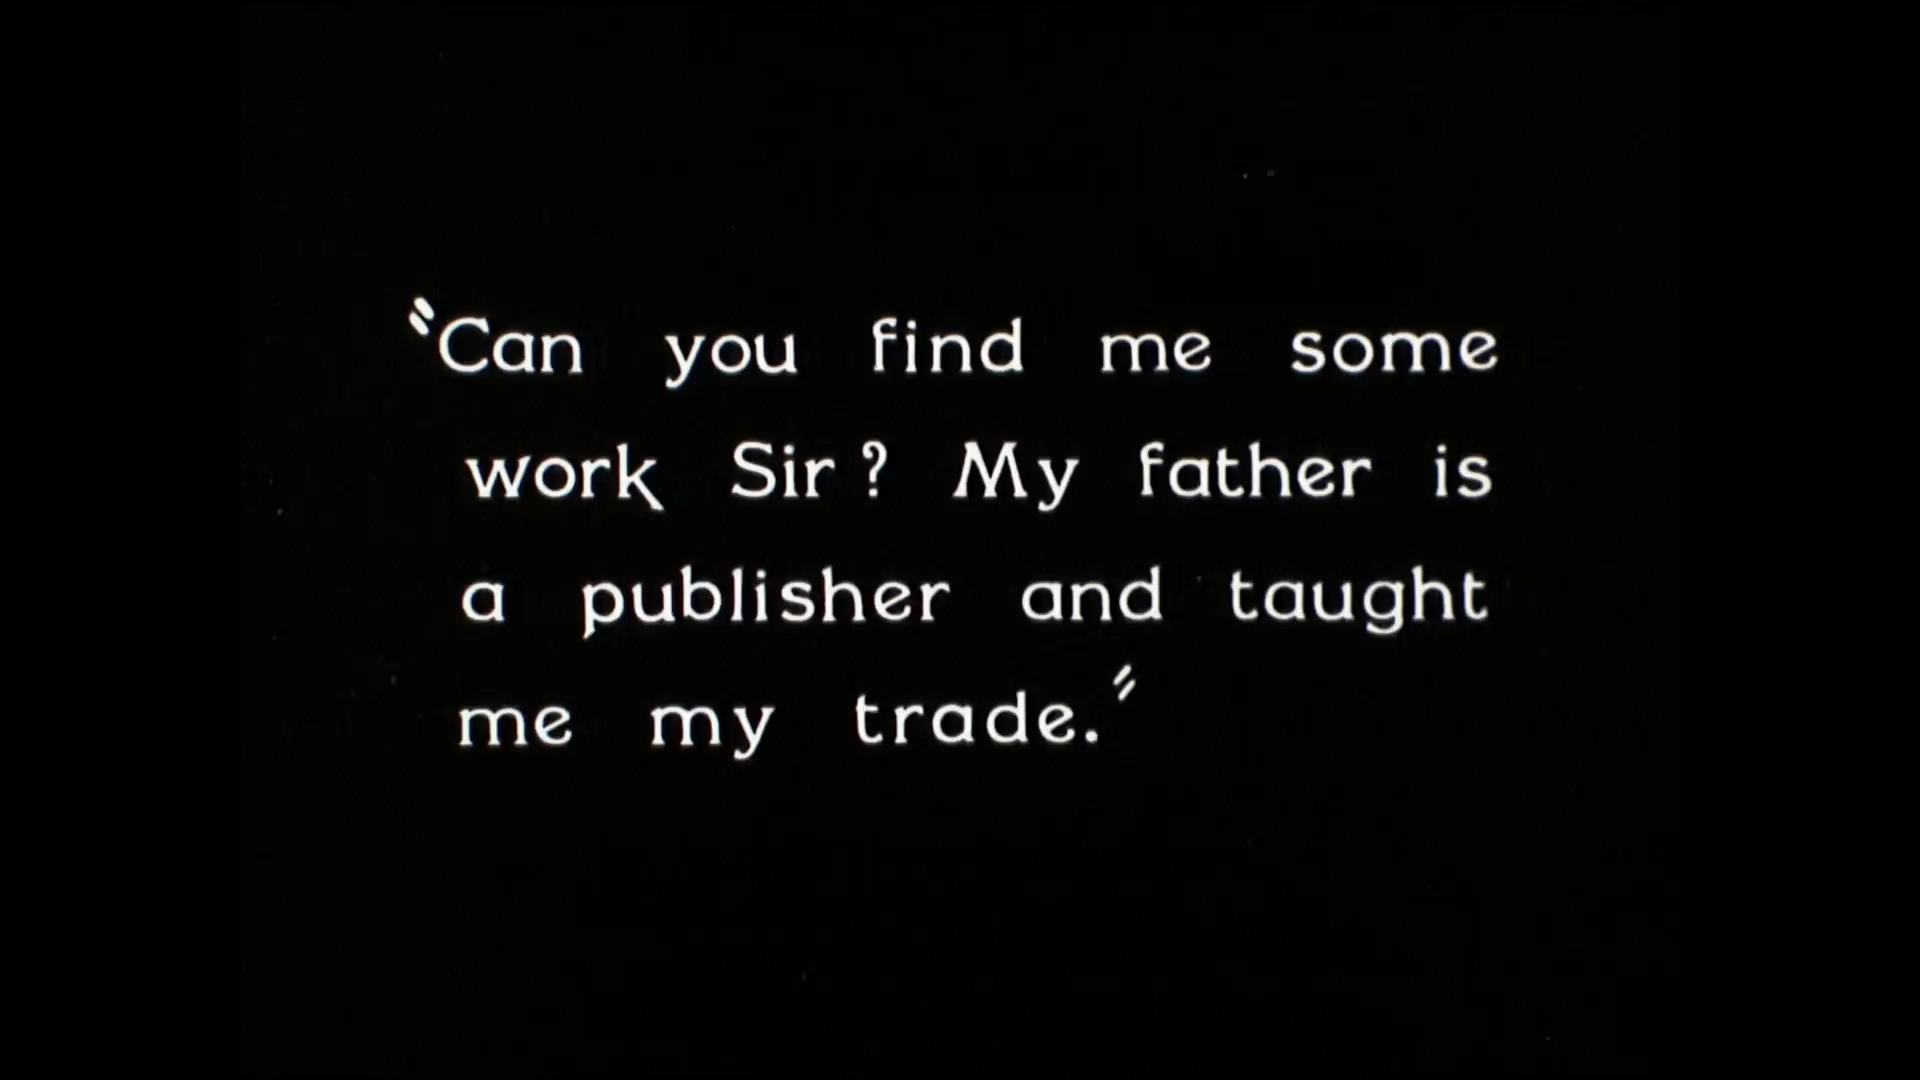 "Can you find me some
work Sir? My father is
a publisher and taught
me my trade."